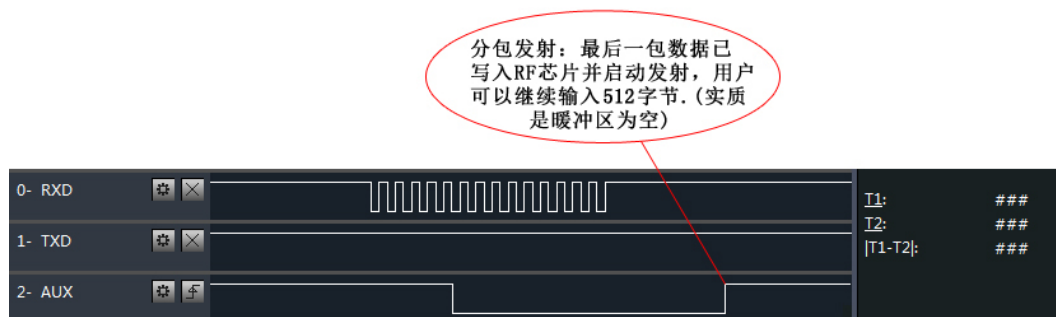 分包发射：最后一包数据已
写入RF芯片并启动发射，用户
可以继续输入512字节.(实质
是暖冲区为空)
0- RXD
T1: ###
T2: ###
1- TXD
|T1-T2|: ###
2- AUX